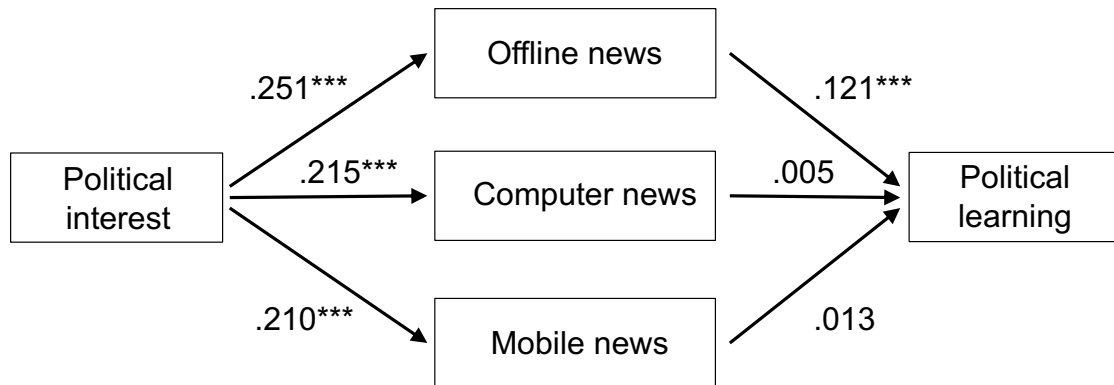 Offline news
.251***
.121***
Political
interest
.215***
Computer news
.005
Political
learning
.210***
Mobile news
.013